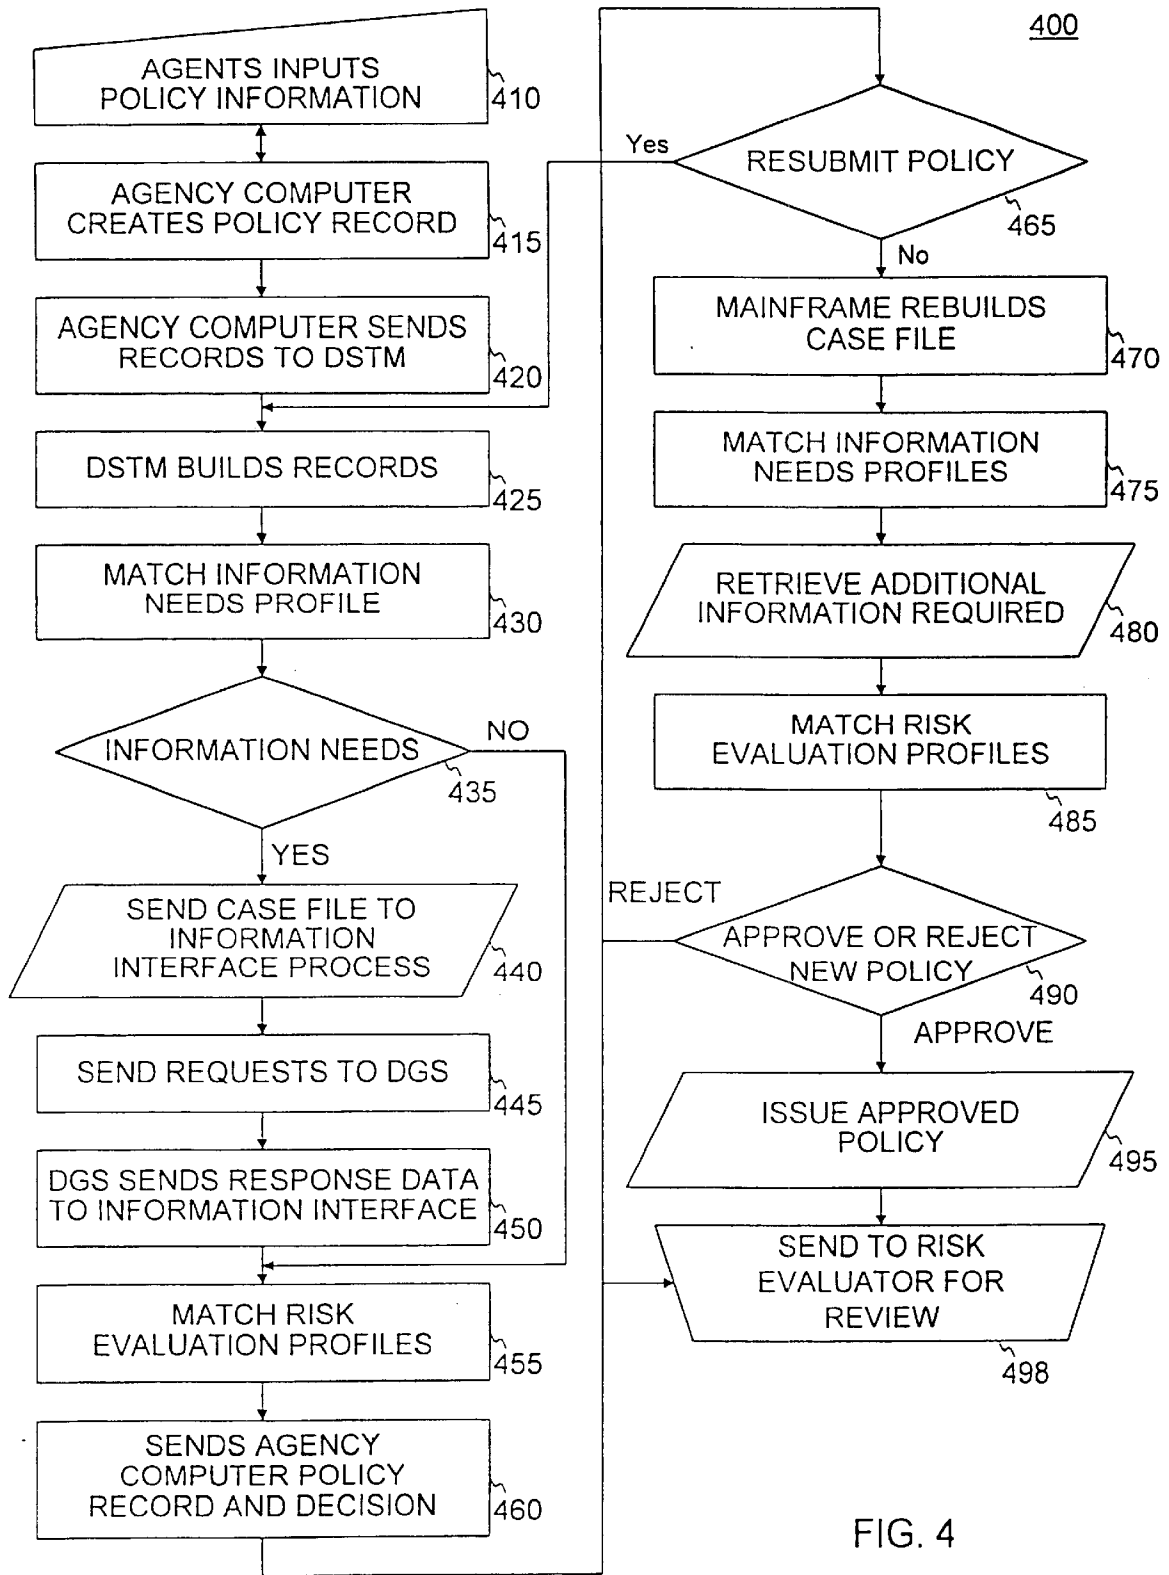 400
AGENTS INPUTS
POLICY INFORMATION
410
AGENCY COMPUTER
CREATES POLICY RECORD
415
AGENCY COMPUTER SENDS
RECORDS TO DSTM
420
DSTM BUILDS RECORDS
425
MATCH INFORMATION
NEEDS PROFILE
430
INFORMATION NEEDS
NO
435
YES
SEND CASE FILE TO
INFORMATION
INTERFACE PROCESS
440
SEND REQUESTS TO DGS
445
DGS SENDS RESPONSE DATA
TO INFORMATION INTERFACE
450
MATCH RISK
EVALUATION PROFILES
455
SENDS AGENCY
COMPUTER POLICY
RECORD AND DECISION
460
Yes
RESUBMIT POLICY
465
No
MAINFRAME REBUILDS
CASE FILE
470
MATCH INFORMATION
NEEDS PROFILES
475
RETRIEVE ADDITIONAL
INFORMATION REQUIRED
480
MATCH RISK
EVALUATION PROFILES
485
REJECT
APPROVE OR REJECT
NEW POLICY
490
APPROVE
ISSUE APPROVED
POLICY
495
SEND TO RISK
EVALUATOR FOR
REVIEW
498
FIG. 4